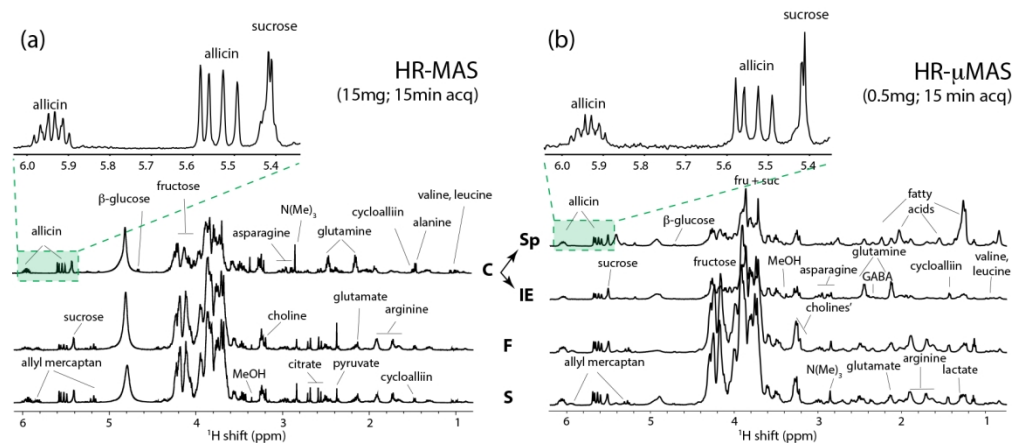 (a)
sucrose
allicin
HR-MAS
(15mg; 15min acq)
allicin
6.0 5.9 5.8 5.7 5.6 5.5 5.4
fructose
β-glucose
N(Me)3
valine, leucine
cycloalliin
asparagine
glutamine
alanine
allicin
C
glutamate
sucrose
choline
arginine
allyl mercaptan
citrate
pyruvate
MeOH
cycloalliin
6 5 4 3 2 1
1H shift (ppm)
Sp
IE
F
S
(b)
sucrose
allicin
HR-μMAS
(0.5mg; 15 min acq)
allicin
6.0 5.9 5.8 5.7 5.6 5.5 5.4
fru + suc
fatty
acids
allicin
β-glucose
MeOH
glutamine
sucrose
fructose
asparagine
GABA
cycloalliin
valine,
leucine
cholines'
arginine
allyl mercaptan
N(Me)3
glutamate
lactate
6 5 4 3 2 1
1H shift (ppm)